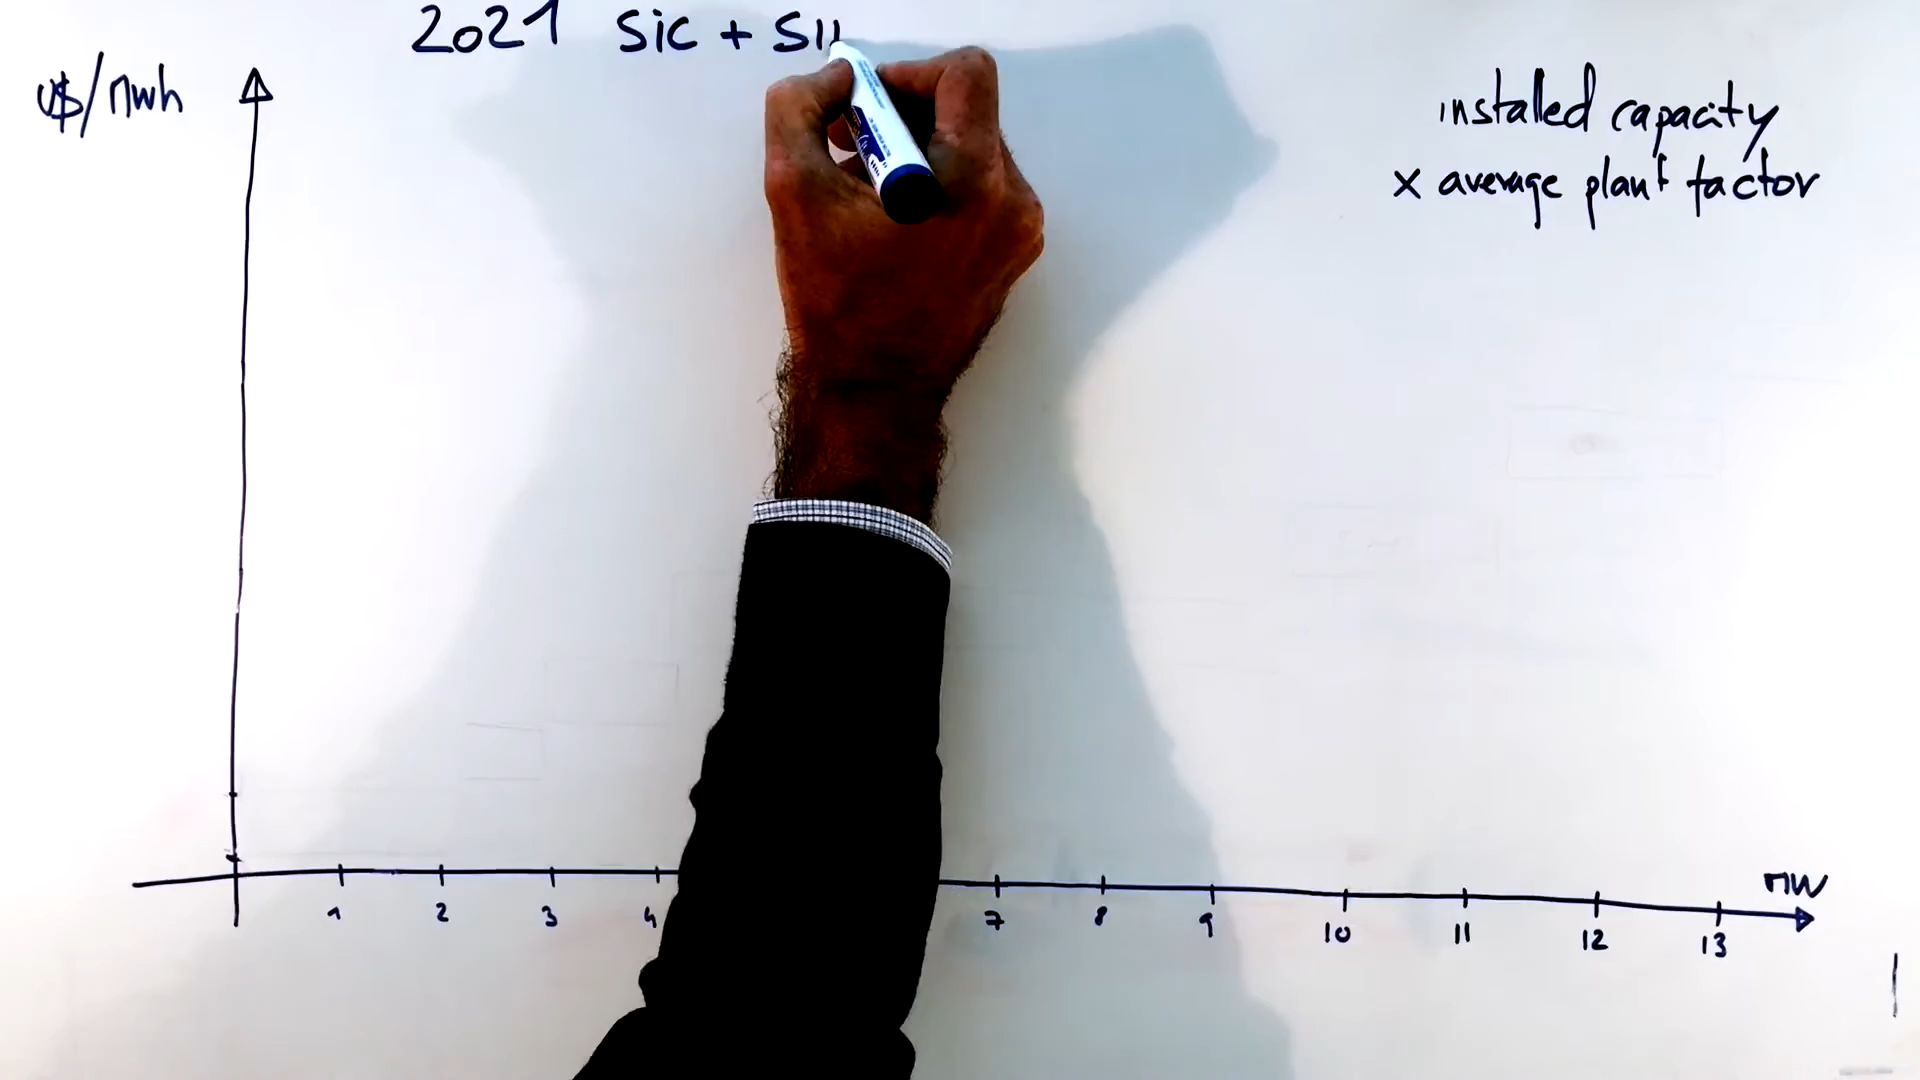 2021 SiC + SI
U$/MWh
installed capacity
x average plant factor
MW
1 2 3 4 7 8 9 10 11 12 13